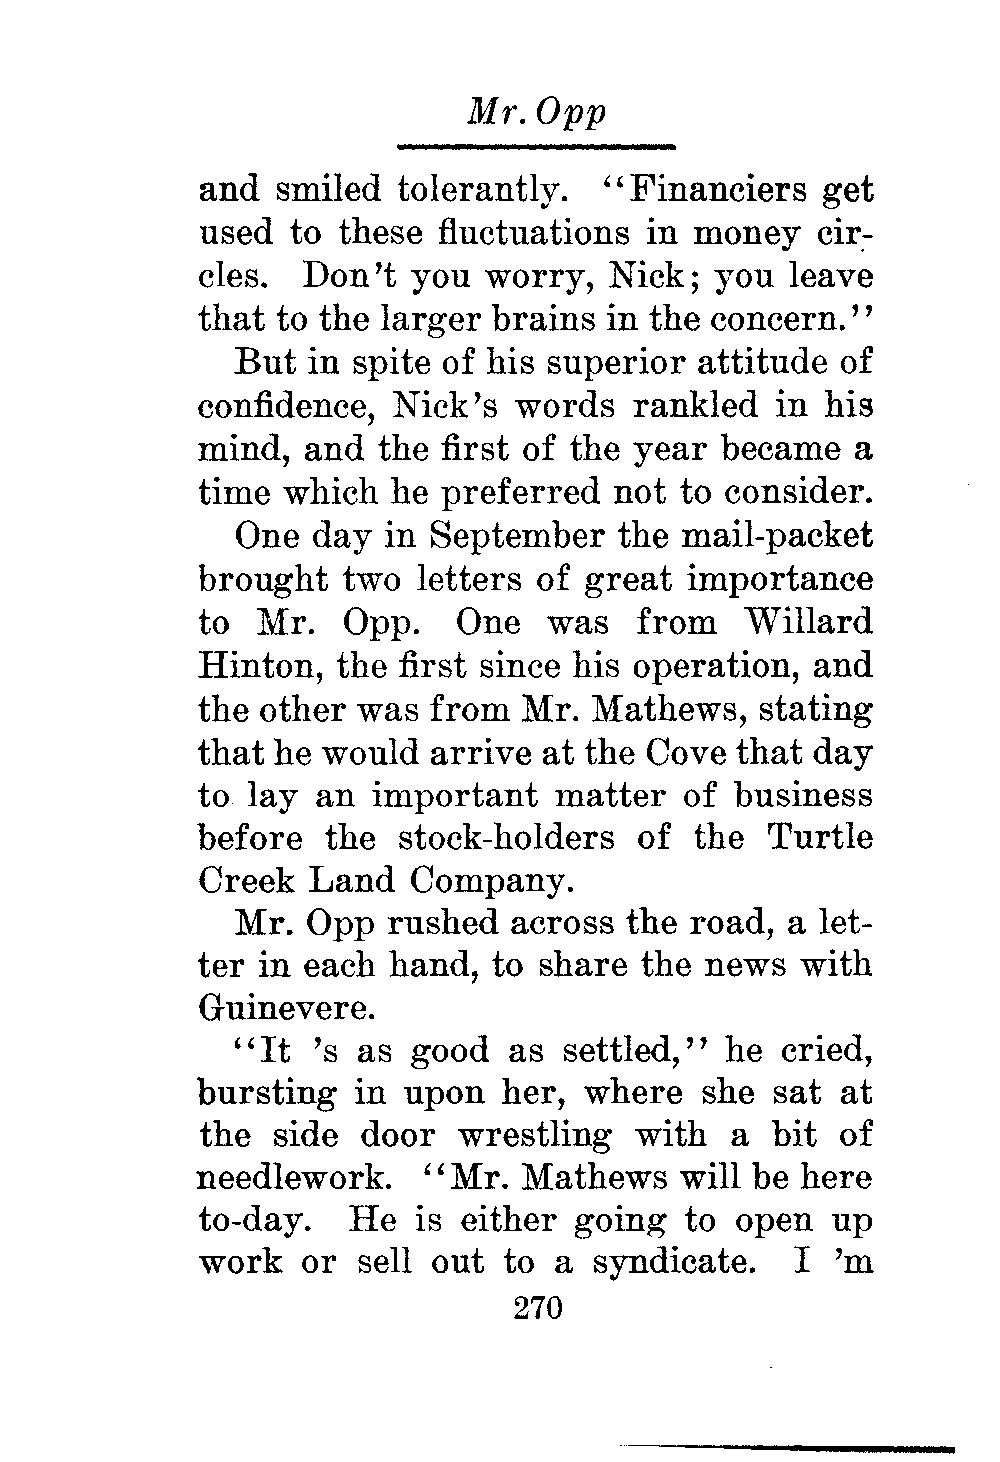 Mr. Opp
and smiled tolerantly. "Financiers get
used to these fluctuations in money cir-
cles. Don't you worry, Nick; you leave
that to the larger brains in the concern."
But in spite of his superior attitude of
confidence, Nick's words rankled in his
mind, and the first of the year became a
time which he preferred not to consider.
One day in September the mail-packet
brought two letters of great importance
to Mr. Opp. One was from Willard
Hinton, the first since his operation, and
the other was from Mr. Mathews, stating
that he would arrive at the Cove that day
to lay an important matter of business
before the stock-holders of the Turtle
Creek Land Company.
Mr. Opp rushed across the road, a let-
ter in each hand, to share the news with
Guinevere.
"It 's as good as settled," he cried,
bursting in upon her, where she sat at
the side door wrestling with a bit of
needlework. "Mr. Mathews will be here
to-day. He is either going to open up
work or sell out to a syndicate. I 'm
270